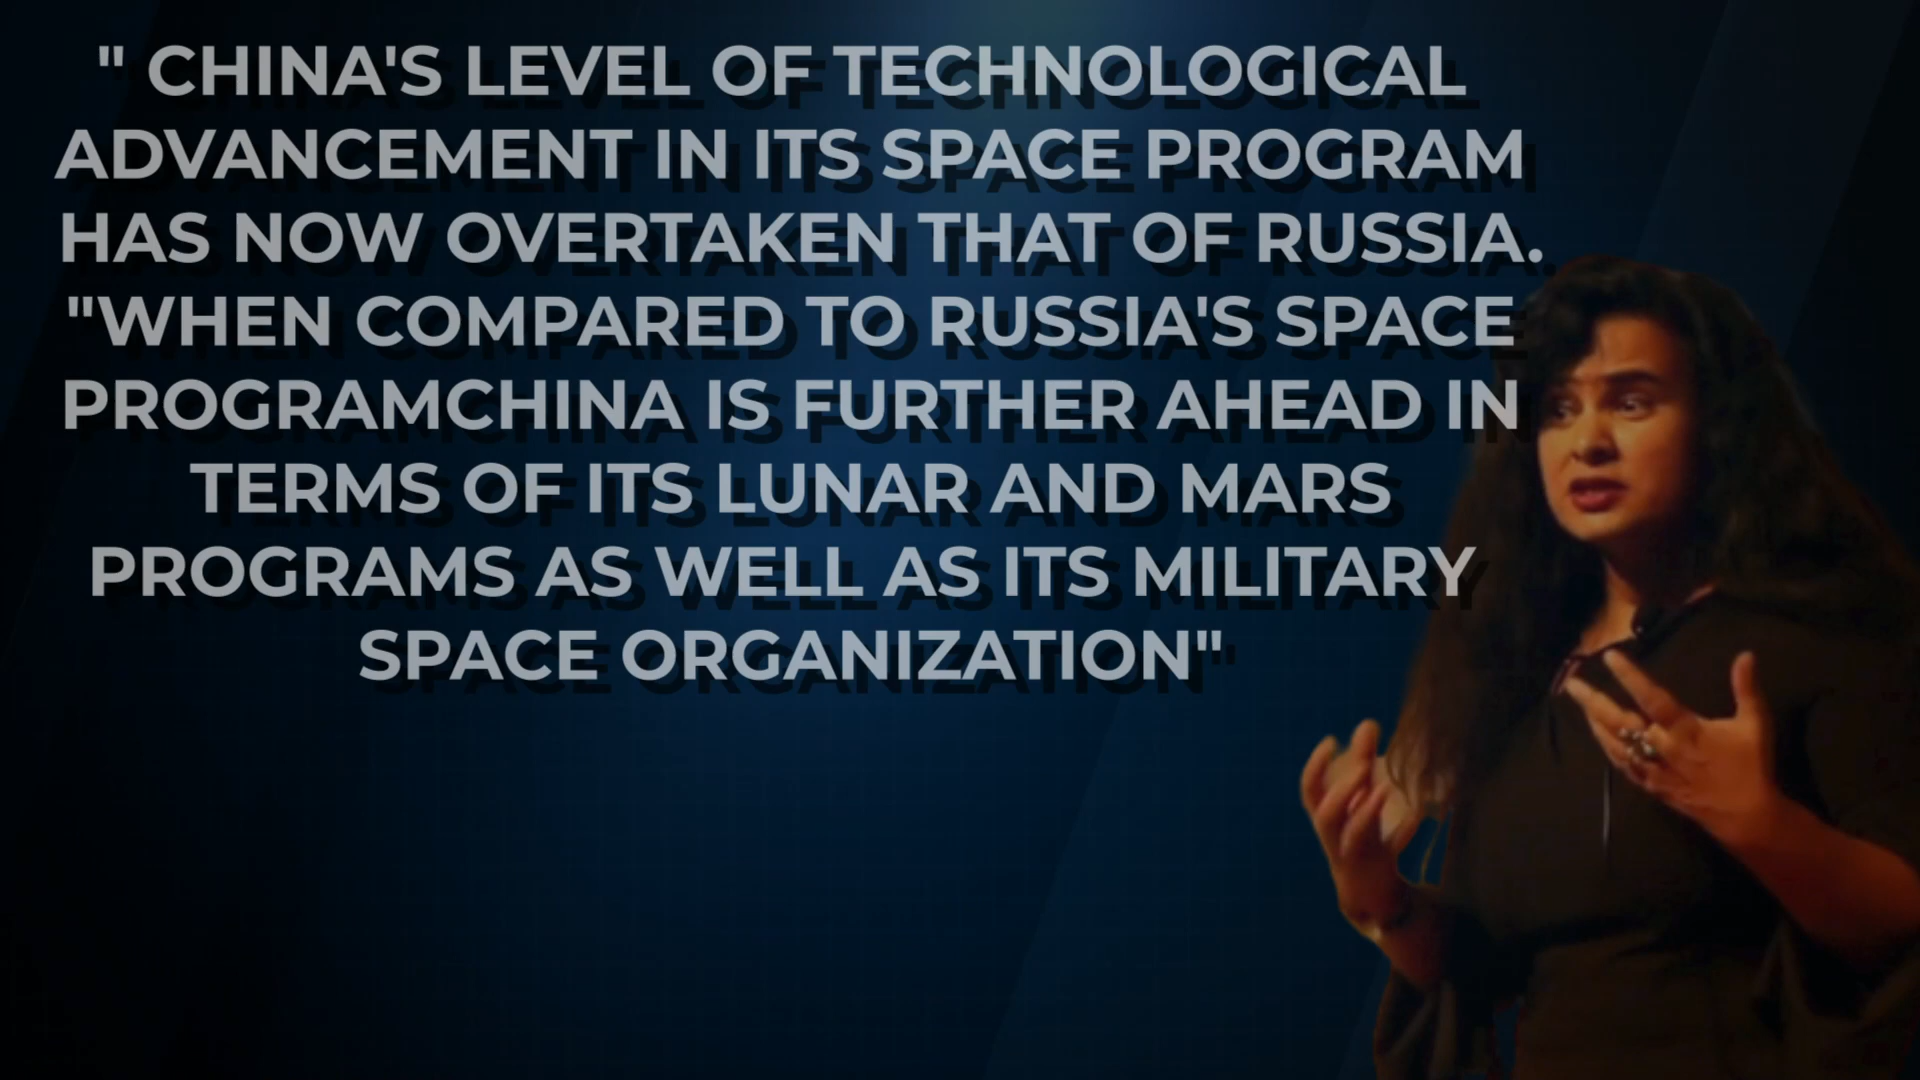 " CHINA'S LEVEL OF TECHNOLOGICAL
ADVANCEMENT IN ITS SPACE PROGRAM
HAS NOW OVERTAKEN THAT OF RUSSIA.
"WHEN COMPARED TO RUSSIA'S SPACE
PROGRAMCHINA IS FURTHER AHEAD IN
TERMS OF ITS LUNAR AND MARS
PROGRAMS AS WELL AS ITS MILITARY
SPACE ORGANIZATION"